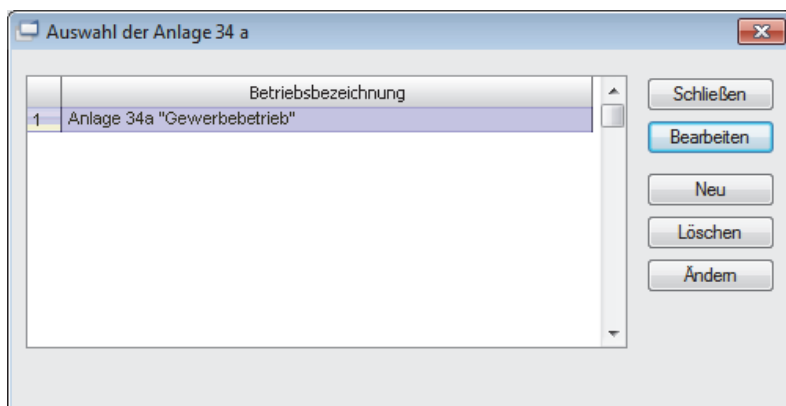 Auswahl der Anlage 34 a
Betriebsbezeichnung
1 Anlage 34a "Gewerbebetrieb"
Schließen
Bearbeiten
Neu
Löschen
Ändern